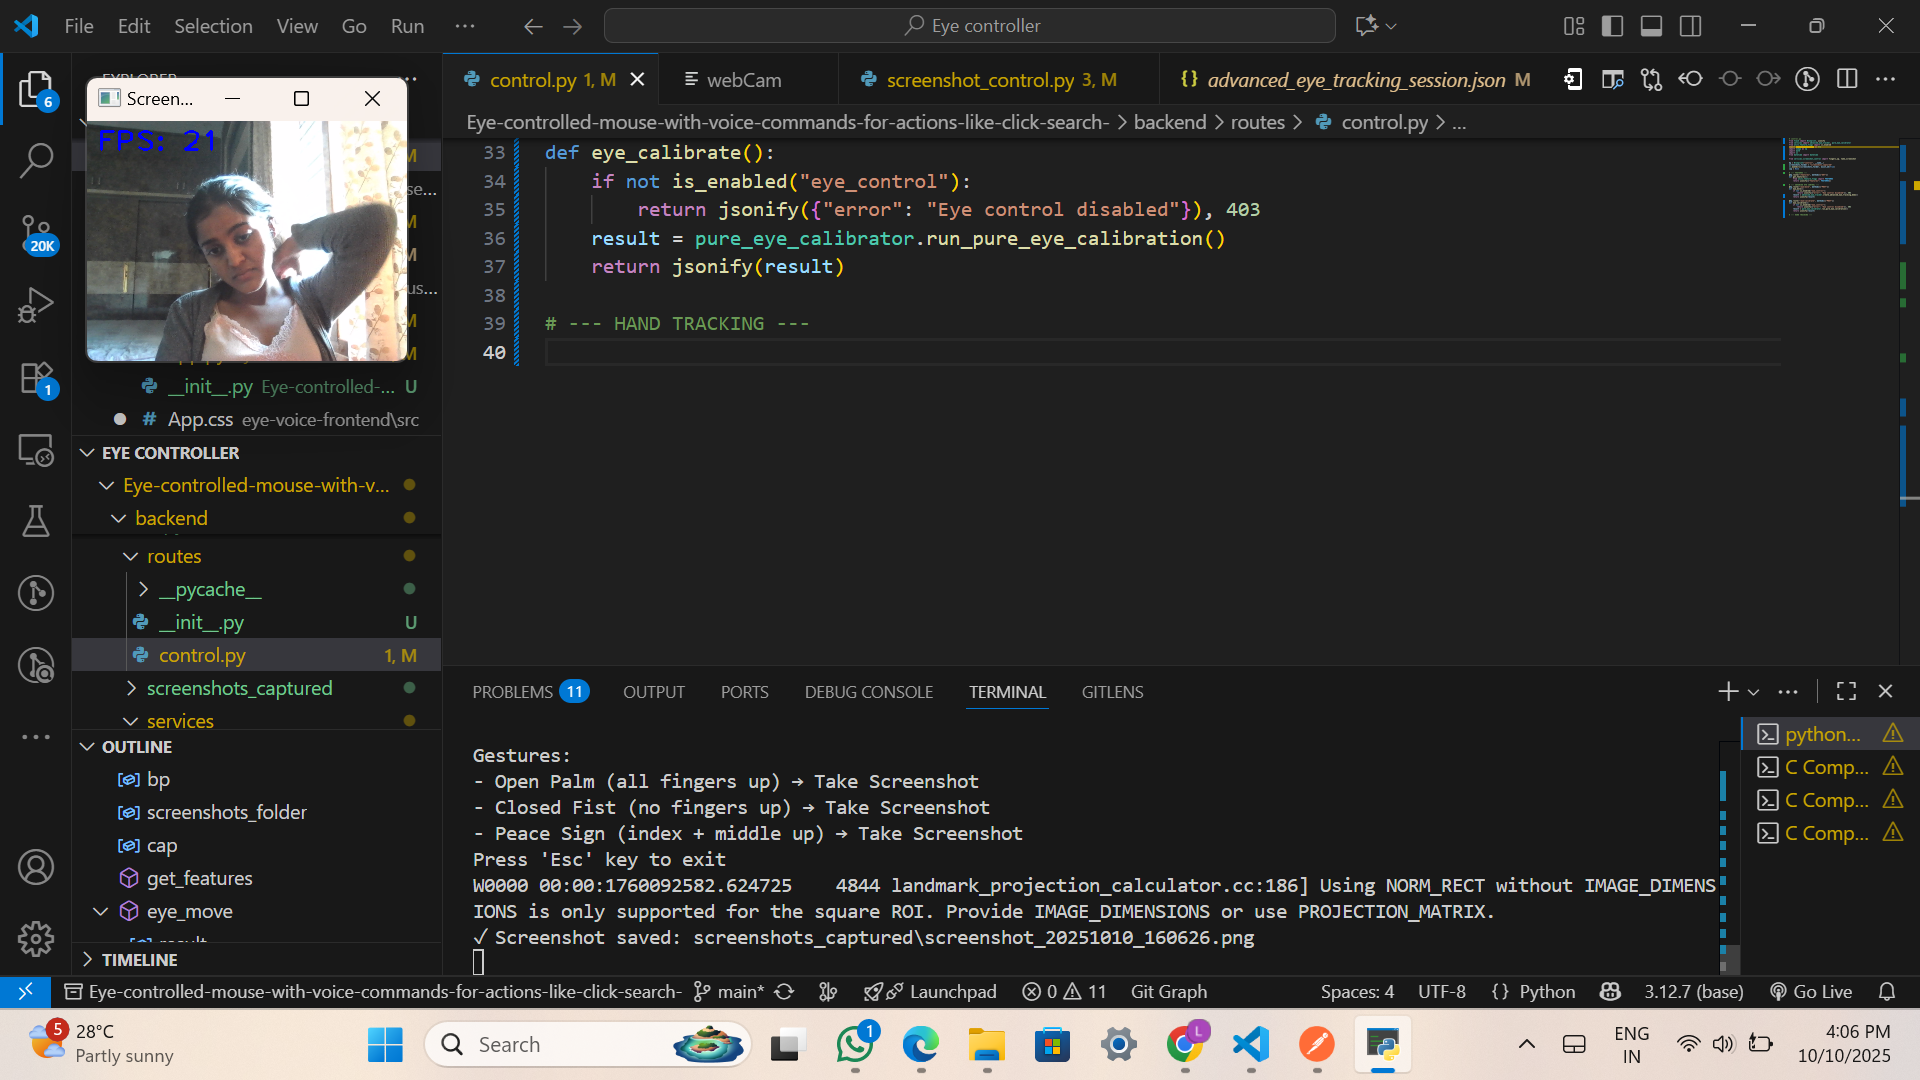 File Edit Selection View Go Run ···
Eye controller
6
20K
1
Screen...
FPS: 21
M
se...
M
M
us...
M
M
__init__.py Eye-controlled-... U
App.css eye-voice-frontend\src
EYE CONTROLLER
Eye-controlled-mouse-with-v...
backend
routes
__pycache__
__init__.py U
control.py 1, M
screenshots_captured
services
OUTLINE
bp
screenshots_folder
cap
get_features
eye_move
TIMELINE
control.py 1, M
webCam
screenshot_control.py 3, M
advanced_eye_tracking_session.json M
Eye-controlled-mouse-with-voice-commands-for-actions-like-click-search- > backend > routes > control.py > ...
33 def eye_calibrate():
34 if not is_enabled("eye_control"):
35 return jsonify({"error": "Eye control disabled"}), 403
36 result = pure_eye_calibrator.run_pure_eye_calibration()
37 return jsonify(result)
38
39 # --- HAND TRACKING ---
40
PROBLEMS 11 OUTPUT PORTS DEBUG CONSOLE TERMINAL GITLENS
Gestures:
- Open Palm (all fingers up) → Take Screenshot
- Closed Fist (no fingers up) → Take Screenshot
- Peace Sign (index + middle up) → Take Screenshot
Press 'Esc' key to exit
W0000 00:00:1760092582.624725    4844 landmark_projection_calculator.cc:186] Using NORM_RECT without IMAGE_DIMENS
IONS is only supported for the square ROI. Provide IMAGE_DIMENSIONS or use PROJECTION_MATRIX.
✓ Screenshot saved: screenshots_captured\screenshot_20251010_160626.png
python...
C Comp...
C Comp...
C Comp...
Eye-controlled-mouse-with-voice-commands-for-actions-like-click-search- main* Launchpad 0 11 Git Graph Spaces: 4 UTF-8 {} Python 3.12.7 (base) Go Live
5
28°C
Partly sunny
Search
1
L
ENG
IN
4:06 PM
10/10/2025